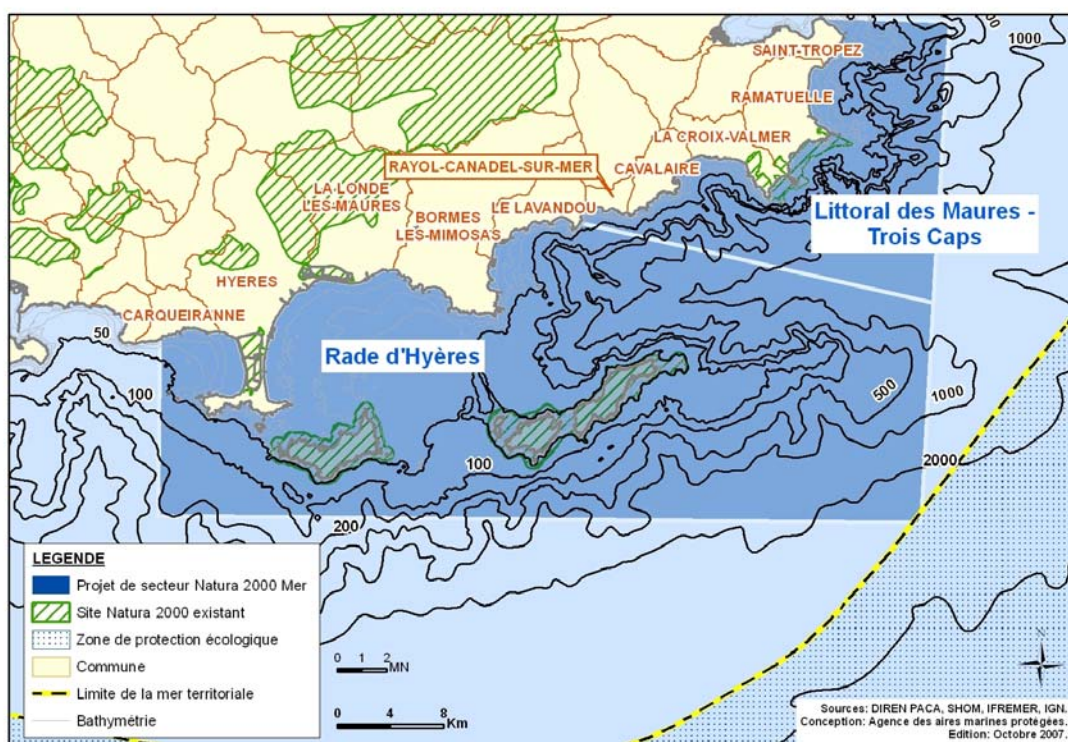 1000
SAINT-TROPEZ
RAMATUELLE
LA CROIX-VALMER
RAYOL-CANADEL-SUR-MER
CAVALAIRE
LA LONDE
LES-MAURES
LE LAVANDOU
BORMES
LES-MIMOSAS
Littoral des Maures -
Trois Caps
HYERES
CARQUEIRANNE
50
Rade d'Hyères
100
500
1000
100
2000
200
LEGENDE
Projet de secteur Natura 2000 Mer
Site Natura 2000 existant
Zone de protection écologique
Commune
Limite de la mer territoriale
Bathymétrie
0 1 2
MN
0 4 8
Km
N
Sources: DIREN PACA, SHOM, IFREMER, IGN.
Conception: Agence des aires marines protégées.
Edition: Octobre 2007.